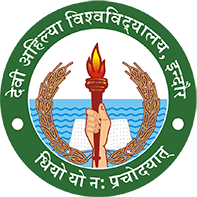 देवी अहिल्या विश्वविद्यालय, इन्दौर
धियो यो नः प्रचोदयात्